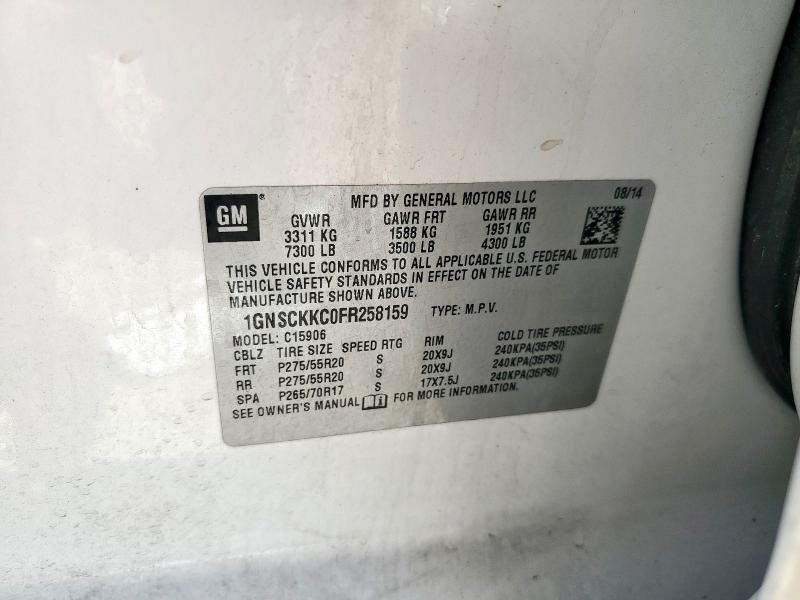 GM ® MFD BY GENERAL MOTORS LLC 08/14
GVWR GAWR FRT GAWR RR
3311 KG 1588 KG 1951 KG
7300 LB 3500 LB 4300 LB
THIS VEHICLE CONFORMS TO ALL APPLICABLE U.S. FEDERAL MOTOR
VEHICLE SAFETY STANDARDS IN EFFECT ON THE DATE OF
MANUFACTURE SHOWN ABOVE.
1GNSCKKC0FR258159 TYPE: M.P.V.
MODEL: C15906
CBLZ TIRE SIZE SPEED RTG RIM COLD TIRE PRESSURE
FRT P275/55R20 S 20X9J 240KPA(35PSI)
RR P275/55R20 S 20X9J 240KPA(35PSI)
SPA P265/70R17 S 17X7.5J 240KPA(35PSI)
SEE OWNER'S MANUAL i FOR MORE INFORMATION.